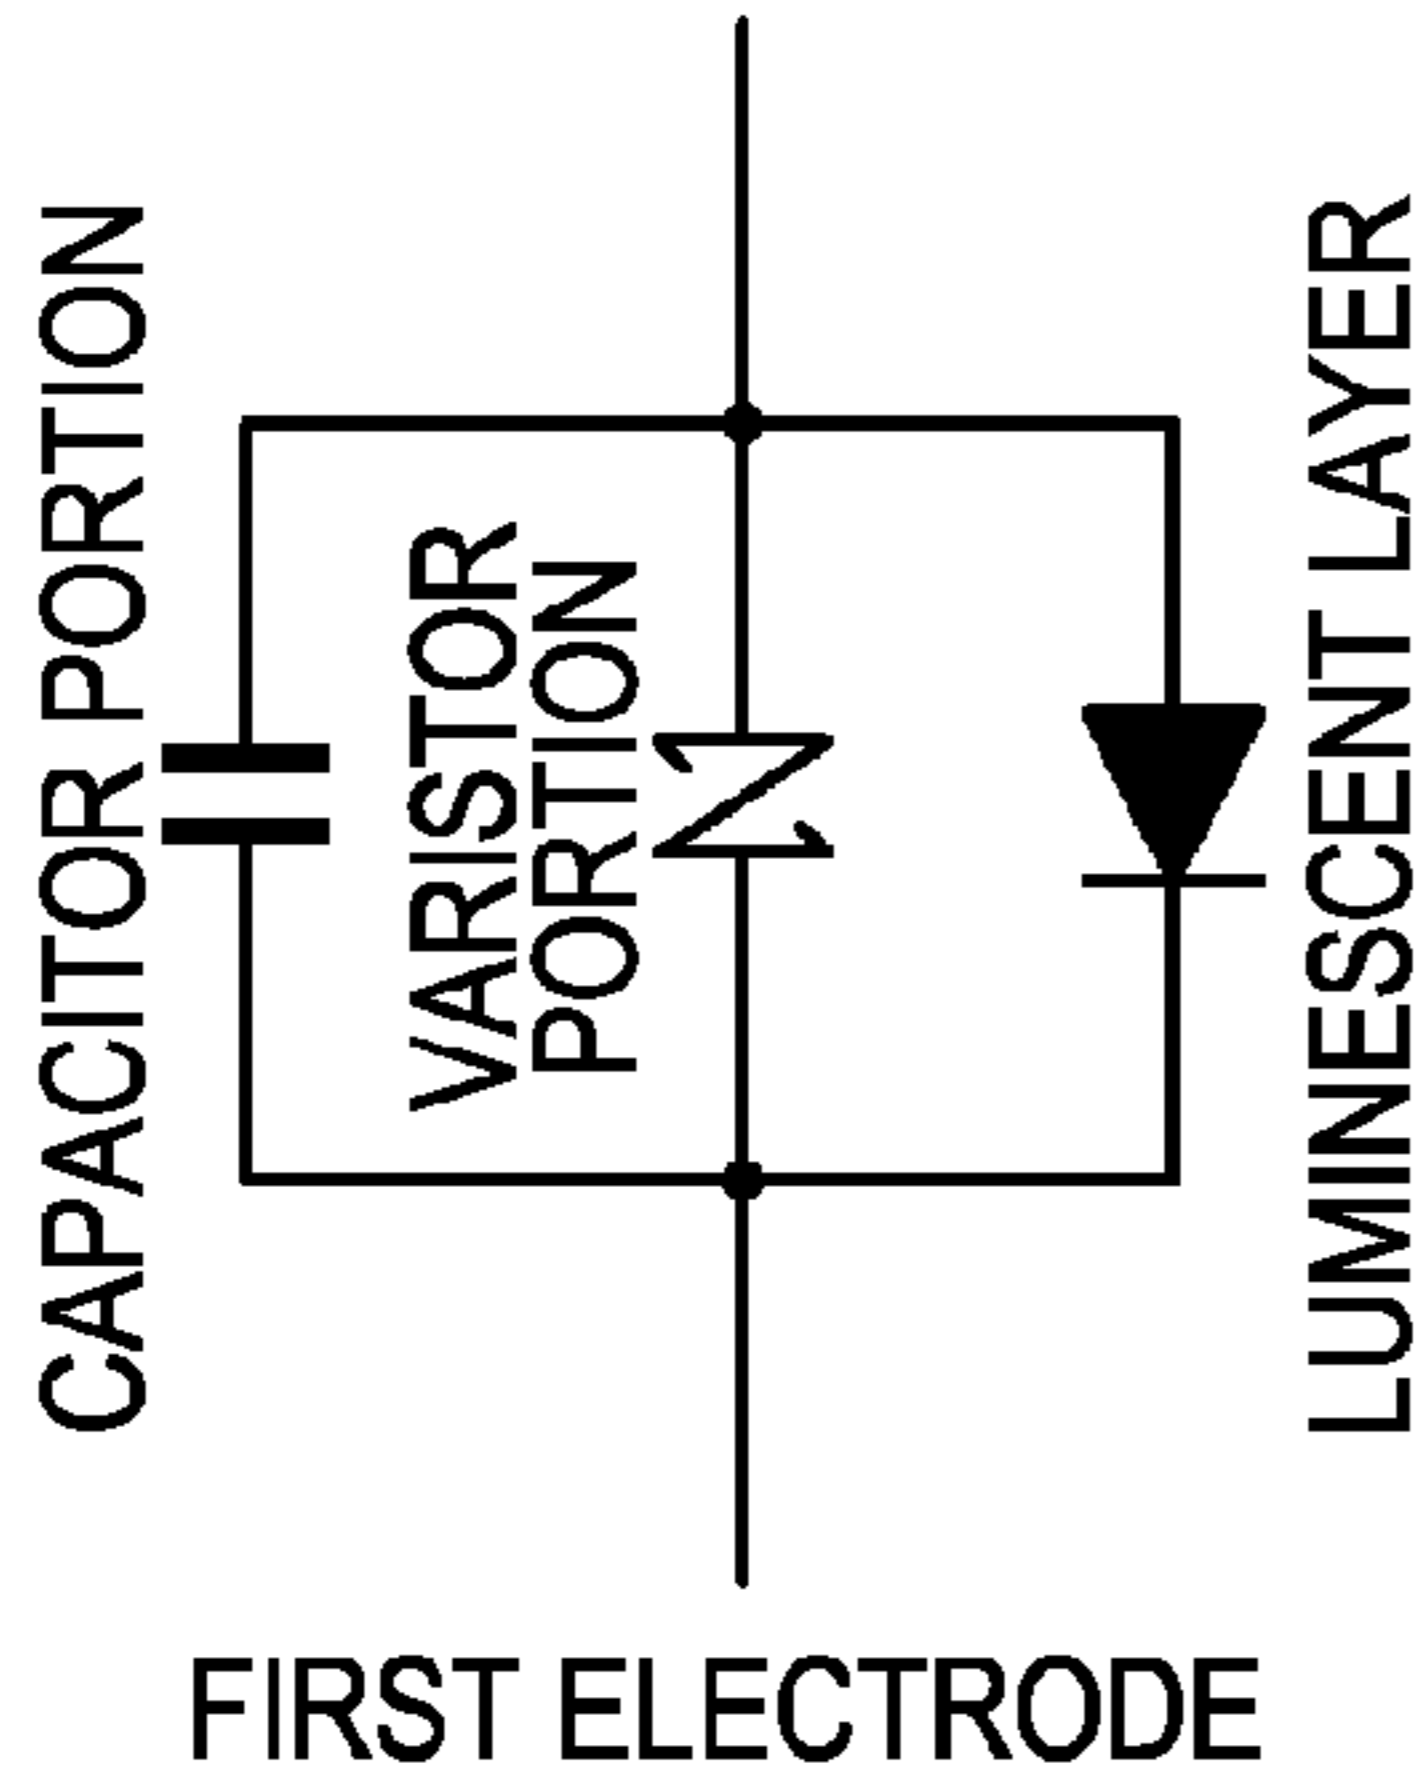 CAPACITOR PORTION
VARISTOR
PORTION
LUMINESCENT LAYER
FIRST ELECTRODE